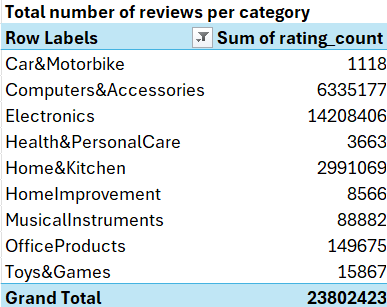 Total number of reviews per category
Row Labels Sum of rating_count
Car&Motorbike 1118
Computers&Accessories 6335177
Electronics 14208406
Health&PersonalCare 3663
Home&Kitchen 2991069
HomeImprovement 8566
MusicalInstruments 88882
OfficeProducts 149675
Toys&Games 15867
Grand Total 23802423